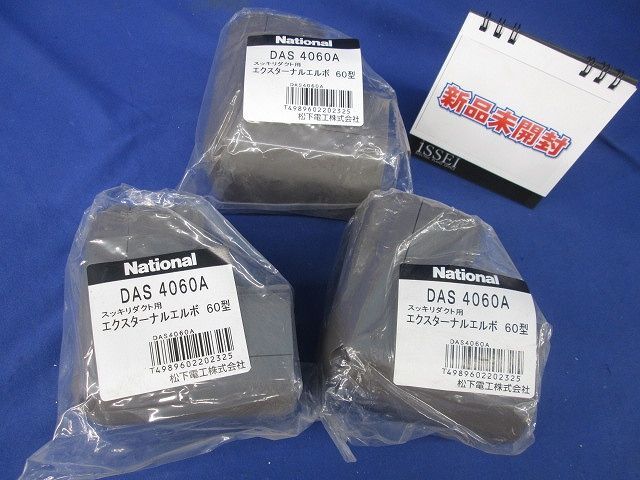 National
DAS 4060A
スッキリダクト用
エクスターナルエルボ 60型
DAS4060A
T4989602202325
松下電工株式会社
新品未開封
ISSEI
National
DAS 4060A
スッキリダクト用
エクスターナルエルボ 60型
DAS4060A
T4989602202325
松下電工株式会社
National
DAS 4060A
スッキリダクト用
エクスターナルエルボ 60型
DAS4060A
T4989602202325
松下電工株式会社